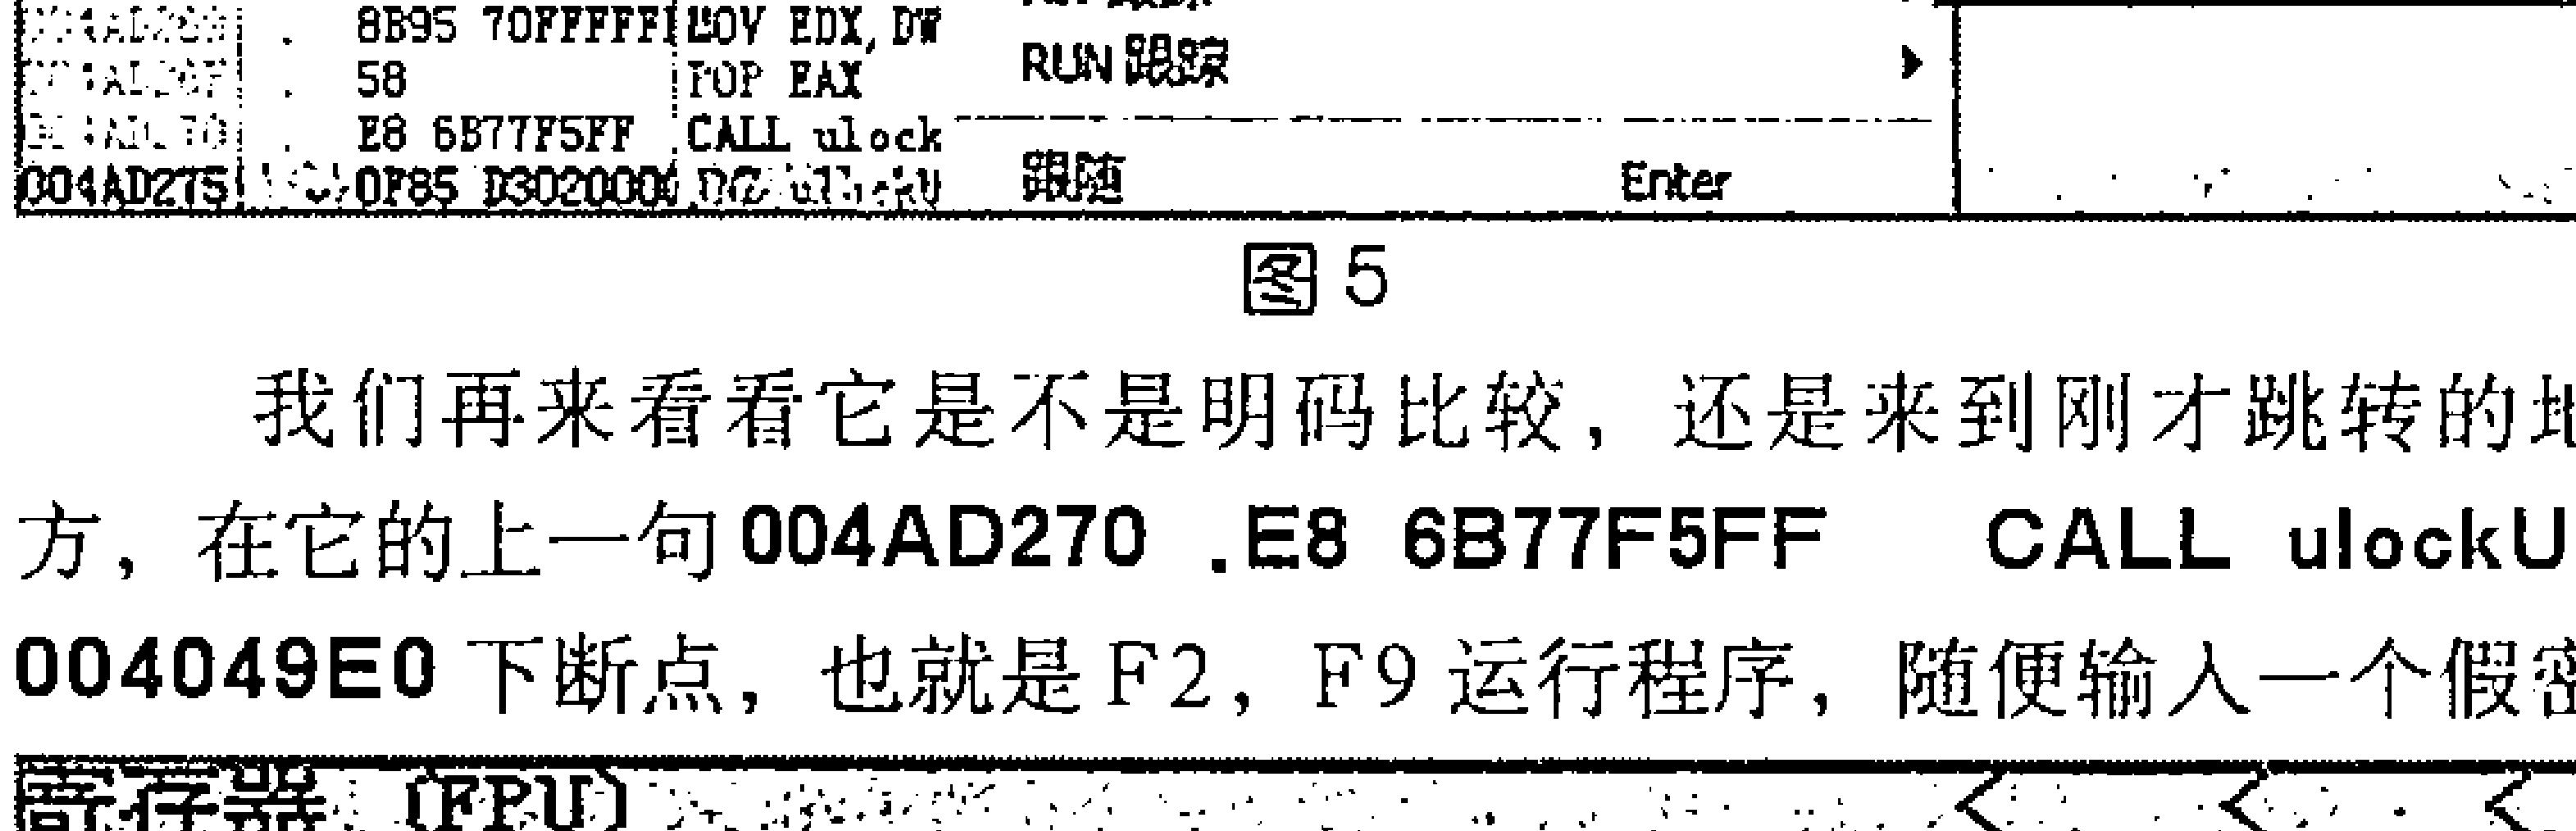 8B95 70FFFFF MOV EDX, DW
RUN 跟踪
58 POP EAX
E8 6B77F5FF CALL ulock
004AD275 0F85 D3020000 跟随 Enter
图 5
我们再来看看它是不是明码比较，还是来到刚才跳转的地
方，在它的上一句 004AD270 .E8 6B77F5FF CALL ulockU
004049E0 下断点，也就是 F2，F9 运行程序，随便输入一个假密
寄存器 (FPU)